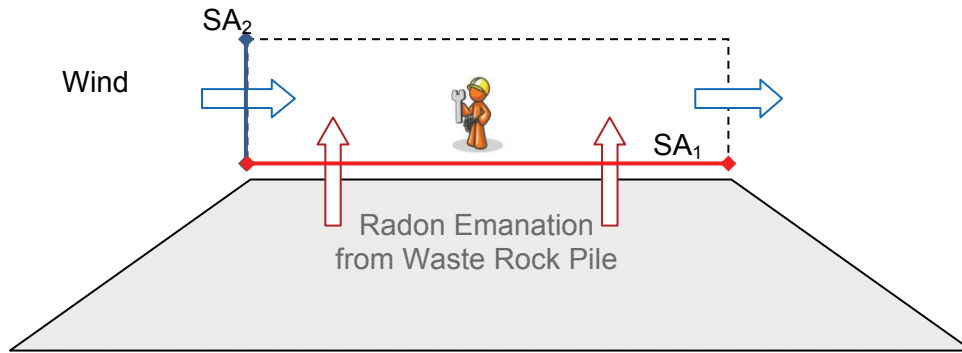 SA₂
Wind
SA₁
Radon Emanation
from Waste Rock Pile